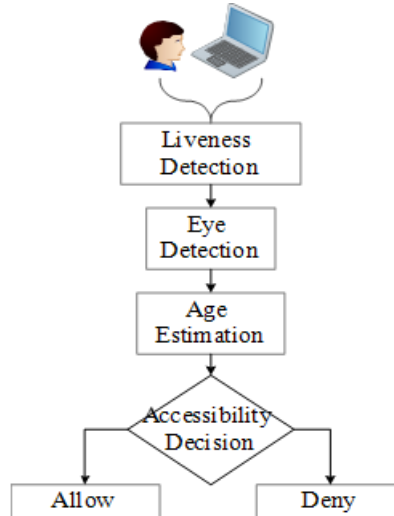 Liveness
Detection
Eye
Detection
Age
Estimation
Accessibility
Decision
Allow
Deny